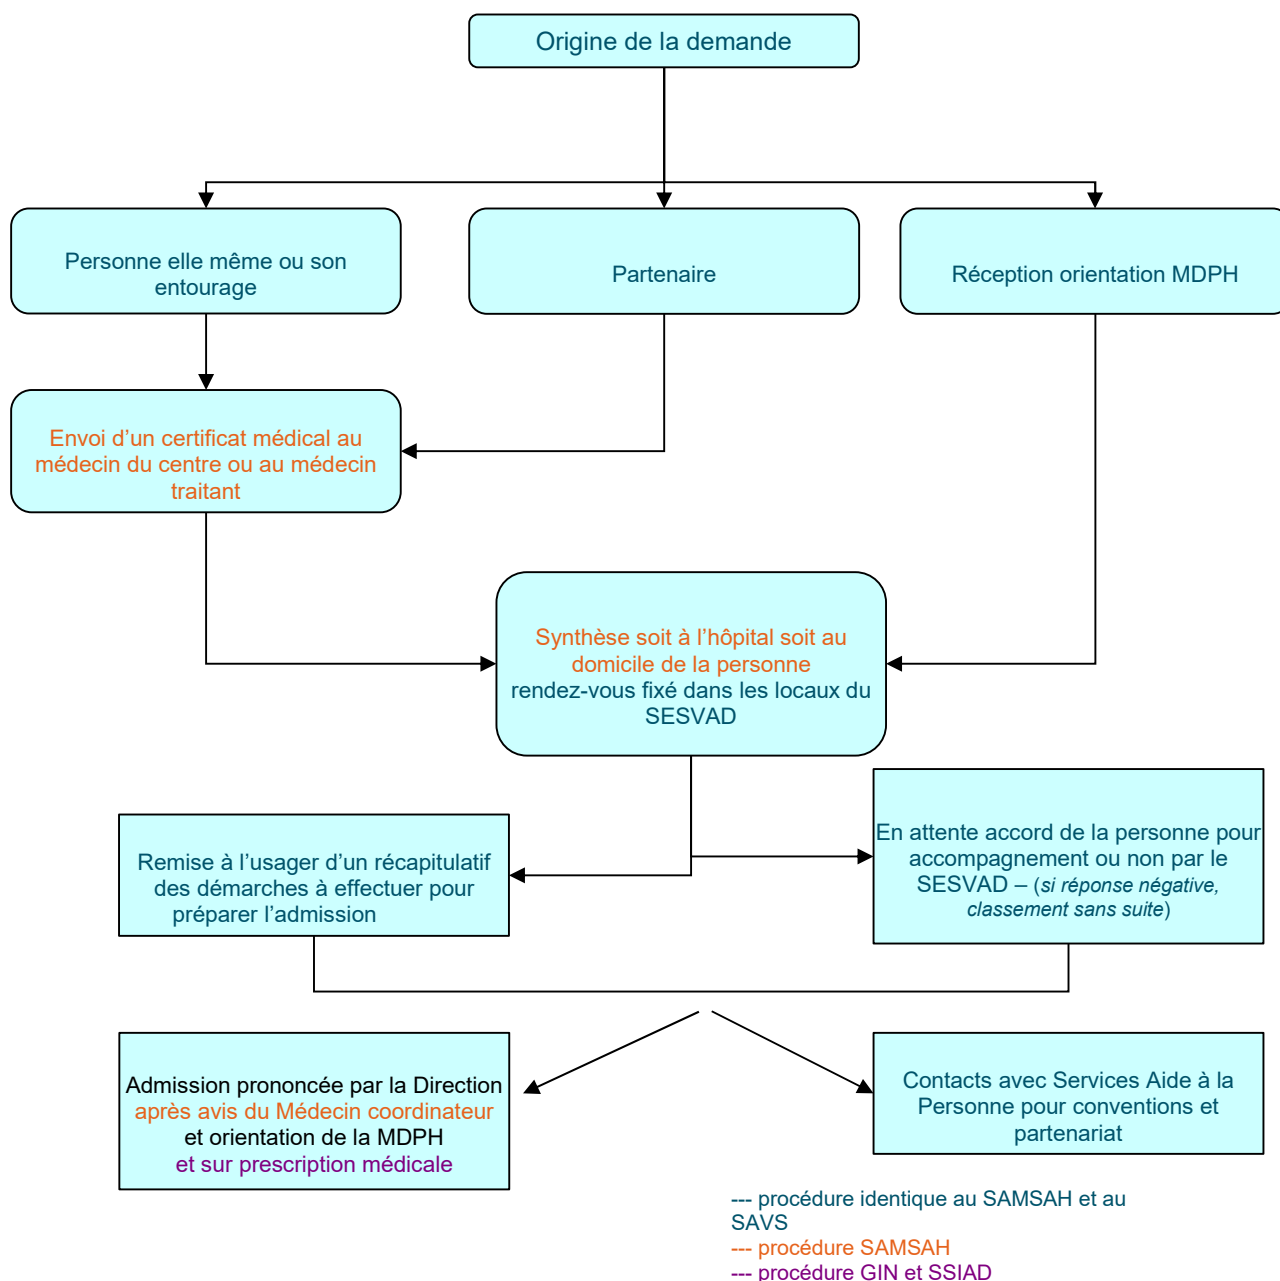 Origine de la demande
Personne elle même ou son
entourage
Partenaire
Réception orientation MDPH
Envoi d’un certificat médical au
médecin du centre ou au médecin
traitant
Synthèse soit à l’hôpital soit au
domicile de la personne
rendez-vous fixé dans les locaux du
SESVAD
Remise à l’usager d’un récapitulatif
des démarches à effectuer pour
préparer l’admission
En attente accord de la personne pour
accompagnement ou non par le
SESVAD – (si réponse négative,
classement sans suite)
Admission prononcée par la Direction
après avis du Médecin coordinateur
et orientation de la MDPH
et sur prescription médicale
Contacts avec Services Aide à la
Personne pour conventions et
partenariat
--- procédure identique au SAMSAH et au
SAVS
--- procédure SAMSAH
--- procédure GIN et SSIAD